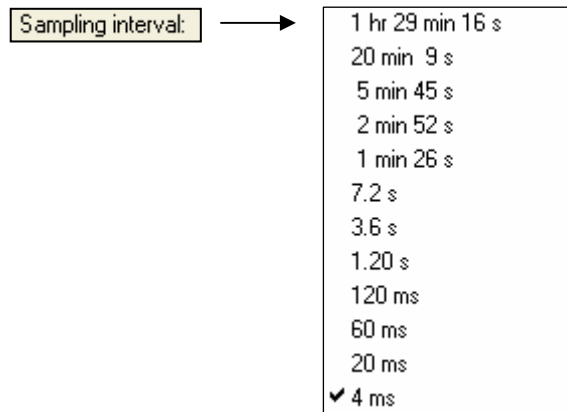 Sampling interval:
1 hr 29 min 16 s
20 min 9 s
5 min 45 s
2 min 52 s
1 min 26 s
7.2 s
3.6 s
1.20 s
120 ms
60 ms
20 ms
✔ 4 ms